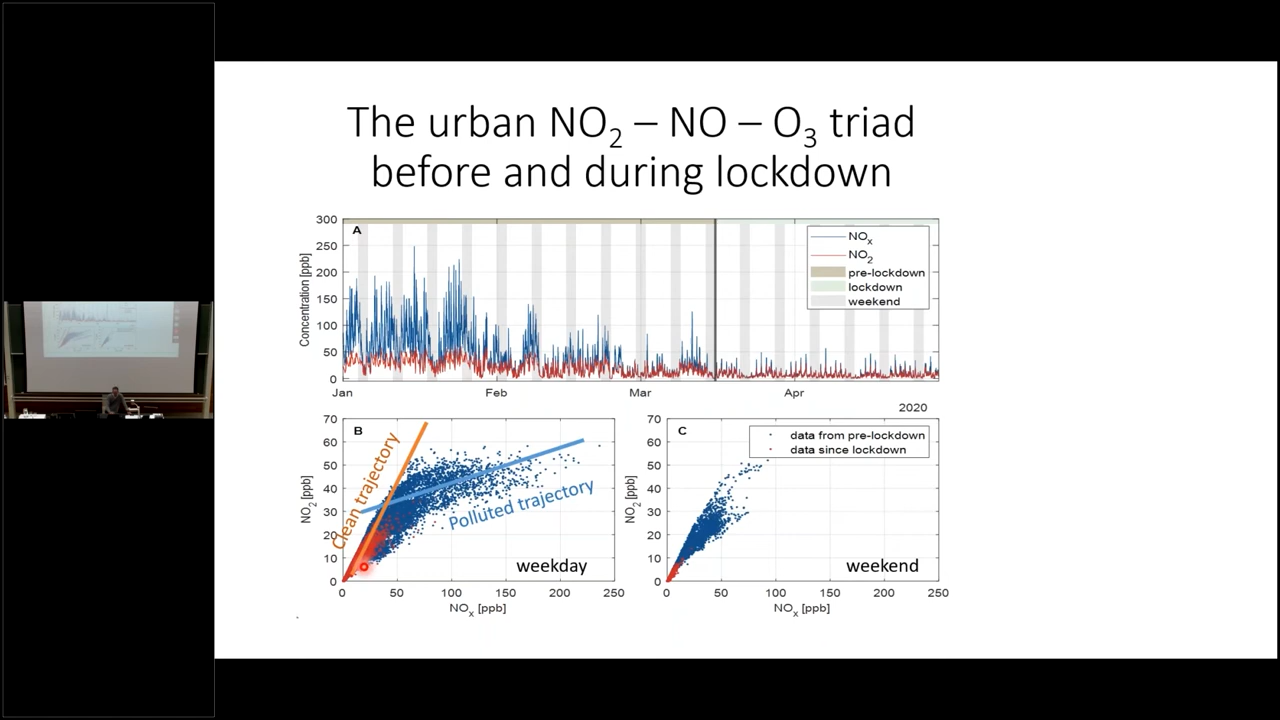 The urban NO2 – NO – O3 triad
before and during lockdown
300
250
200
150
100
50
0
Concentration [ppb]
A
NOx
NO2
pre-lockdown
lockdown
weekend
Jan
Feb
Mar
Apr
2020
70
60
50
40
30
20
10
0
NO2 [ppb]
B
Clean trajectory
Polluted trajectory
weekday
0
50
100
150
200
250
NOx [ppb]
70
60
50
40
30
20
10
0
NO2 [ppb]
C
data from pre-lockdown
data since lockdown
weekend
0
50
100
150
200
250
NOx [ppb]